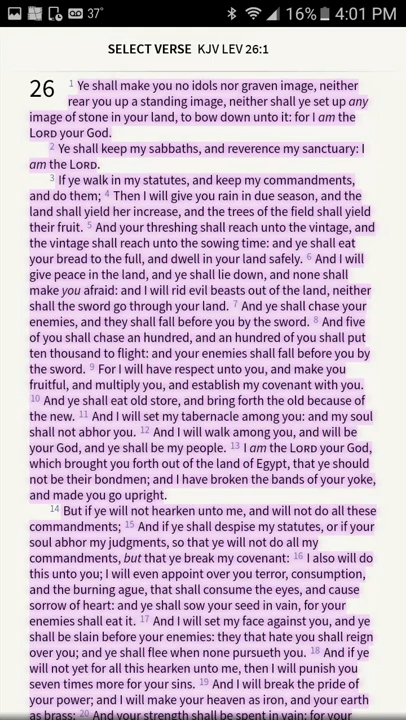 37°
16% 4:01 PM
SELECT VERSE KJV LEV 26:1
26 1 Ye shall make you no idols nor graven image, neither
rear you up a standing image, neither shall ye set up any
image of stone in your land, to bow down unto it: for I am the
LORD your God.
2 Ye shall keep my sabbaths, and reverence my sanctuary: I
am the LORD.
3 If ye walk in my statutes, and keep my commandments,
and do them; 4 Then I will give you rain in due season, and the
land shall yield her increase, and the trees of the field shall yield
their fruit. 5 And your threshing shall reach unto the vintage, and
the vintage shall reach unto the sowing time: and ye shall eat
your bread to the full, and dwell in your land safely. 6 And I will
give peace in the land, and ye shall lie down, and none shall
make you afraid: and I will rid evil beasts out of the land, neither
shall the sword go through your land. 7 And ye shall chase your
enemies, and they shall fall before you by the sword. 8 And five
of you shall chase an hundred, and an hundred of you shall put
ten thousand to flight: and your enemies shall fall before you by
the sword. 9 For I will have respect unto you, and make you
fruitful, and multiply you, and establish my covenant with you.
10 And ye shall eat old store, and bring forth the old because of
the new. 11 And I will set my tabernacle among you: and my soul
shall not abhor you. 12 And I will walk among you, and will be
your God, and ye shall be my people. 13 I am the LORD your God,
which brought you forth out of the land of Egypt, that ye should
not be their bondmen; and I have broken the bands of your yoke,
and made you go upright.
14 But if ye will not hearken unto me, and will not do all these
commandments; 15 And if ye shall despise my statutes, or if your
soul abhor my judgments, so that ye will not do all my
commandments, but that ye break my covenant: 16 I also will do
this unto you; I will even appoint over you terror, consumption,
and the burning ague, that shall consume the eyes, and cause
sorrow of heart: and ye shall sow your seed in vain, for your
enemies shall eat it. 17 And I will set my face against you, and ye
shall be slain before your enemies: they that hate you shall reign
over you; and ye shall flee when none pursueth you. 18 And if ye
will not yet for all this hearken unto me, then I will punish you
seven times more for your sins. 19 And I will break the pride of
your power; and I will make your heaven as iron, and your earth
as brass: 20 And your strength shall be spent in vain: for your